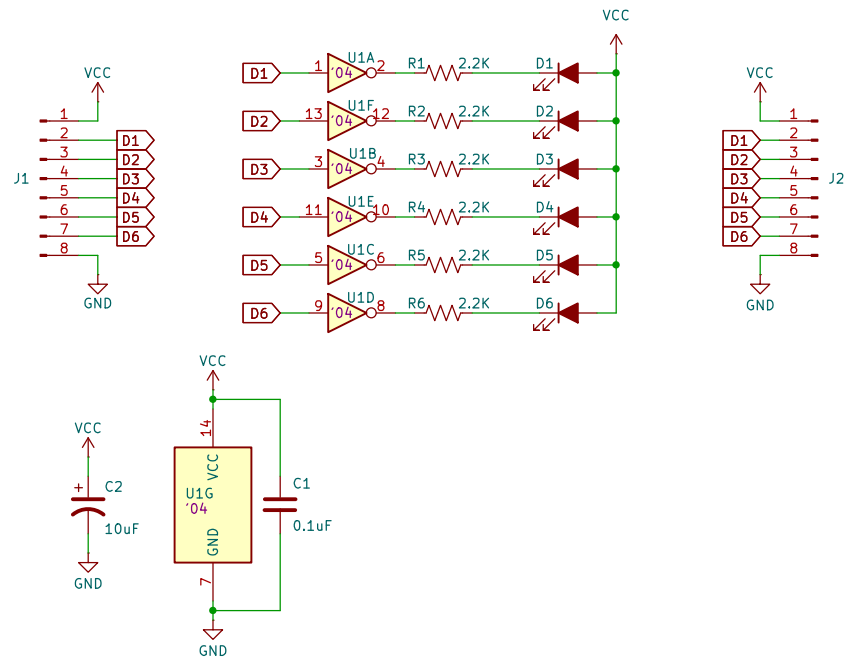 VCC
U1A
D1
1
'04
2
R1
2.2K
D1
VCC
VCC
U1F
D2
13
'04
12
R2
2.2K
D2
1
2
3
4
5
6
7
8
D1
D2
D3
D4
D5
D6
J1
GND
U1B
D3
3
'04
4
R3
2.2K
D3
U1E
D4
11
'04
10
R4
2.2K
D4
U1C
D5
5
'04
6
R5
2.2K
D5
U1D
D6
9
'04
8
R6
2.2K
D6
D1
D2
D3
D4
D5
D6
1
2
3
4
5
6
7
8
J2
GND
VCC
+
C2
10uF
GND
VCC
14
VCC
U1G
'04
GND
7
GND
C1
0.1uF